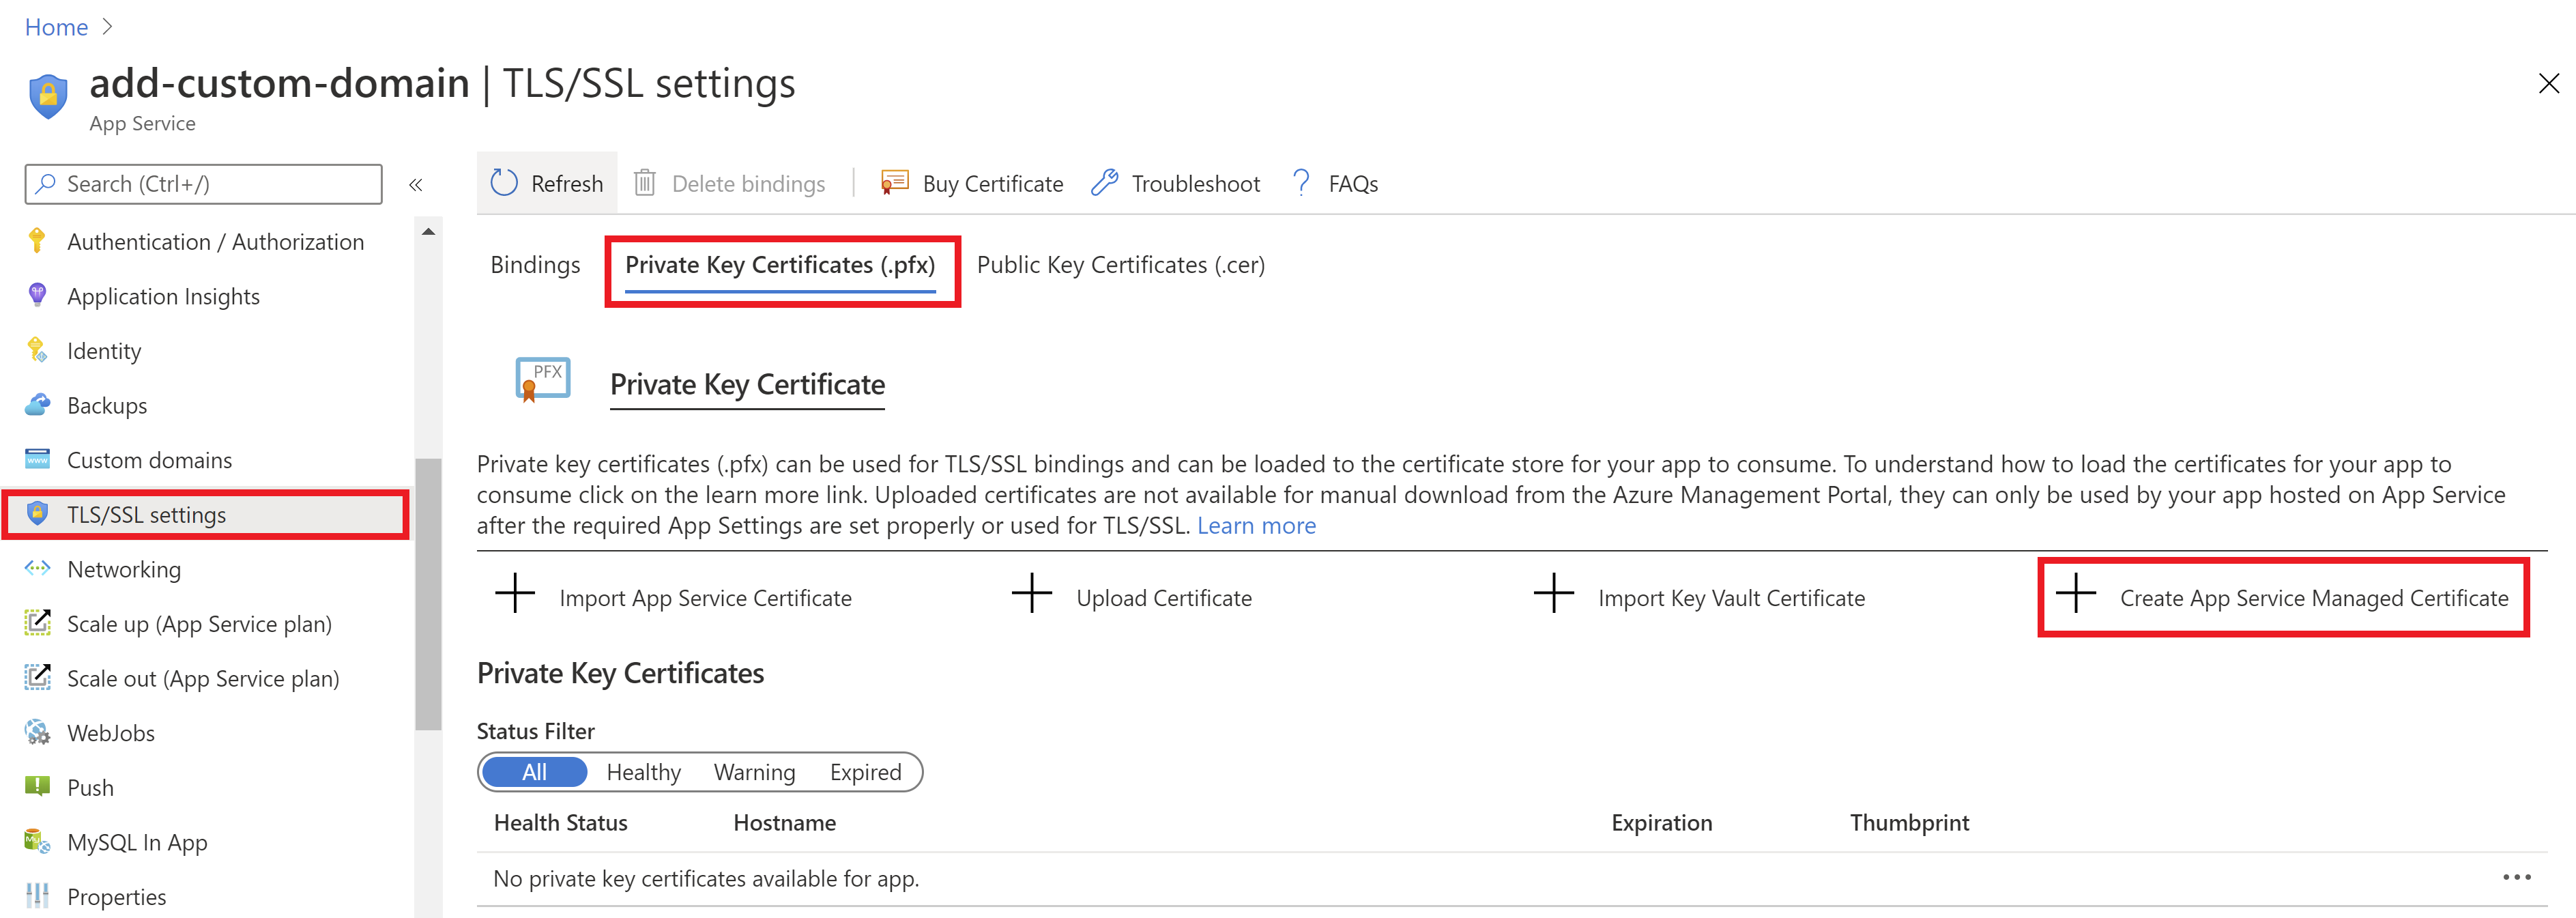 Home
add-custom-domain | TLS/SSL settings
App Service
Search (Ctrl+/)
Authentication / Authorization
Application Insights
Identity
Backups
Custom domains
TLS/SSL settings
Networking
Scale up (App Service plan)
Scale out (App Service plan)
WebJobs
Push
MySQL In App
Properties
Refresh Delete bindings Buy Certificate Troubleshoot FAQs
Bindings Private Key Certificates (.pfx) Public Key Certificates (.cer)
PFX
Private Key Certificate
Private key certificates (.pfx) can be used for TLS/SSL bindings and can be loaded to the certificate store for your app to consume. To understand how to load the certificates for your app to
consume click on the learn more link. Uploaded certificates are not available for manual download from the Azure Management Portal, they can only be used by your app hosted on App Service
after the required App Settings are set properly or used for TLS/SSL. Learn more
Import App Service Certificate Upload Certificate Import Key Vault Certificate Create App Service Managed Certificate
Private Key Certificates
Status Filter
All Healthy Warning Expired
Health Status Hostname Expiration Thumbprint
No private key certificates available for app.